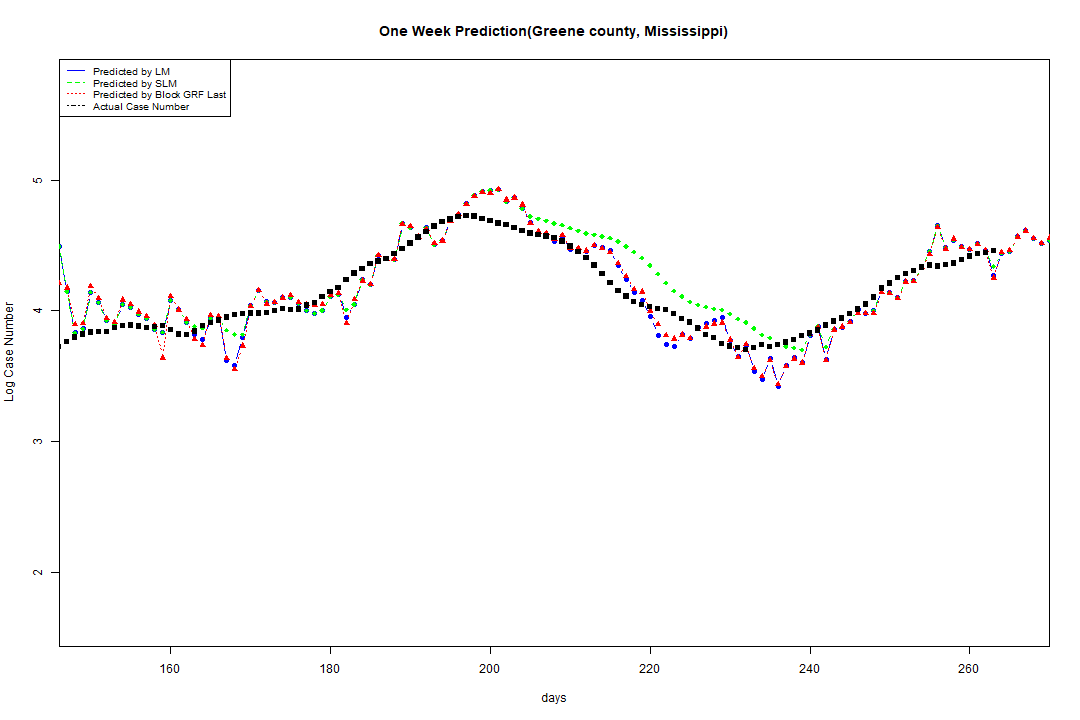 One Week Prediction(Greene county, Mississippi)
Predicted by LM
Predicted by SLM
Predicted by Block GRF Last
Actual Case Number
5
4
3
2
Log Case Number
160 180 200 220 240 260
days